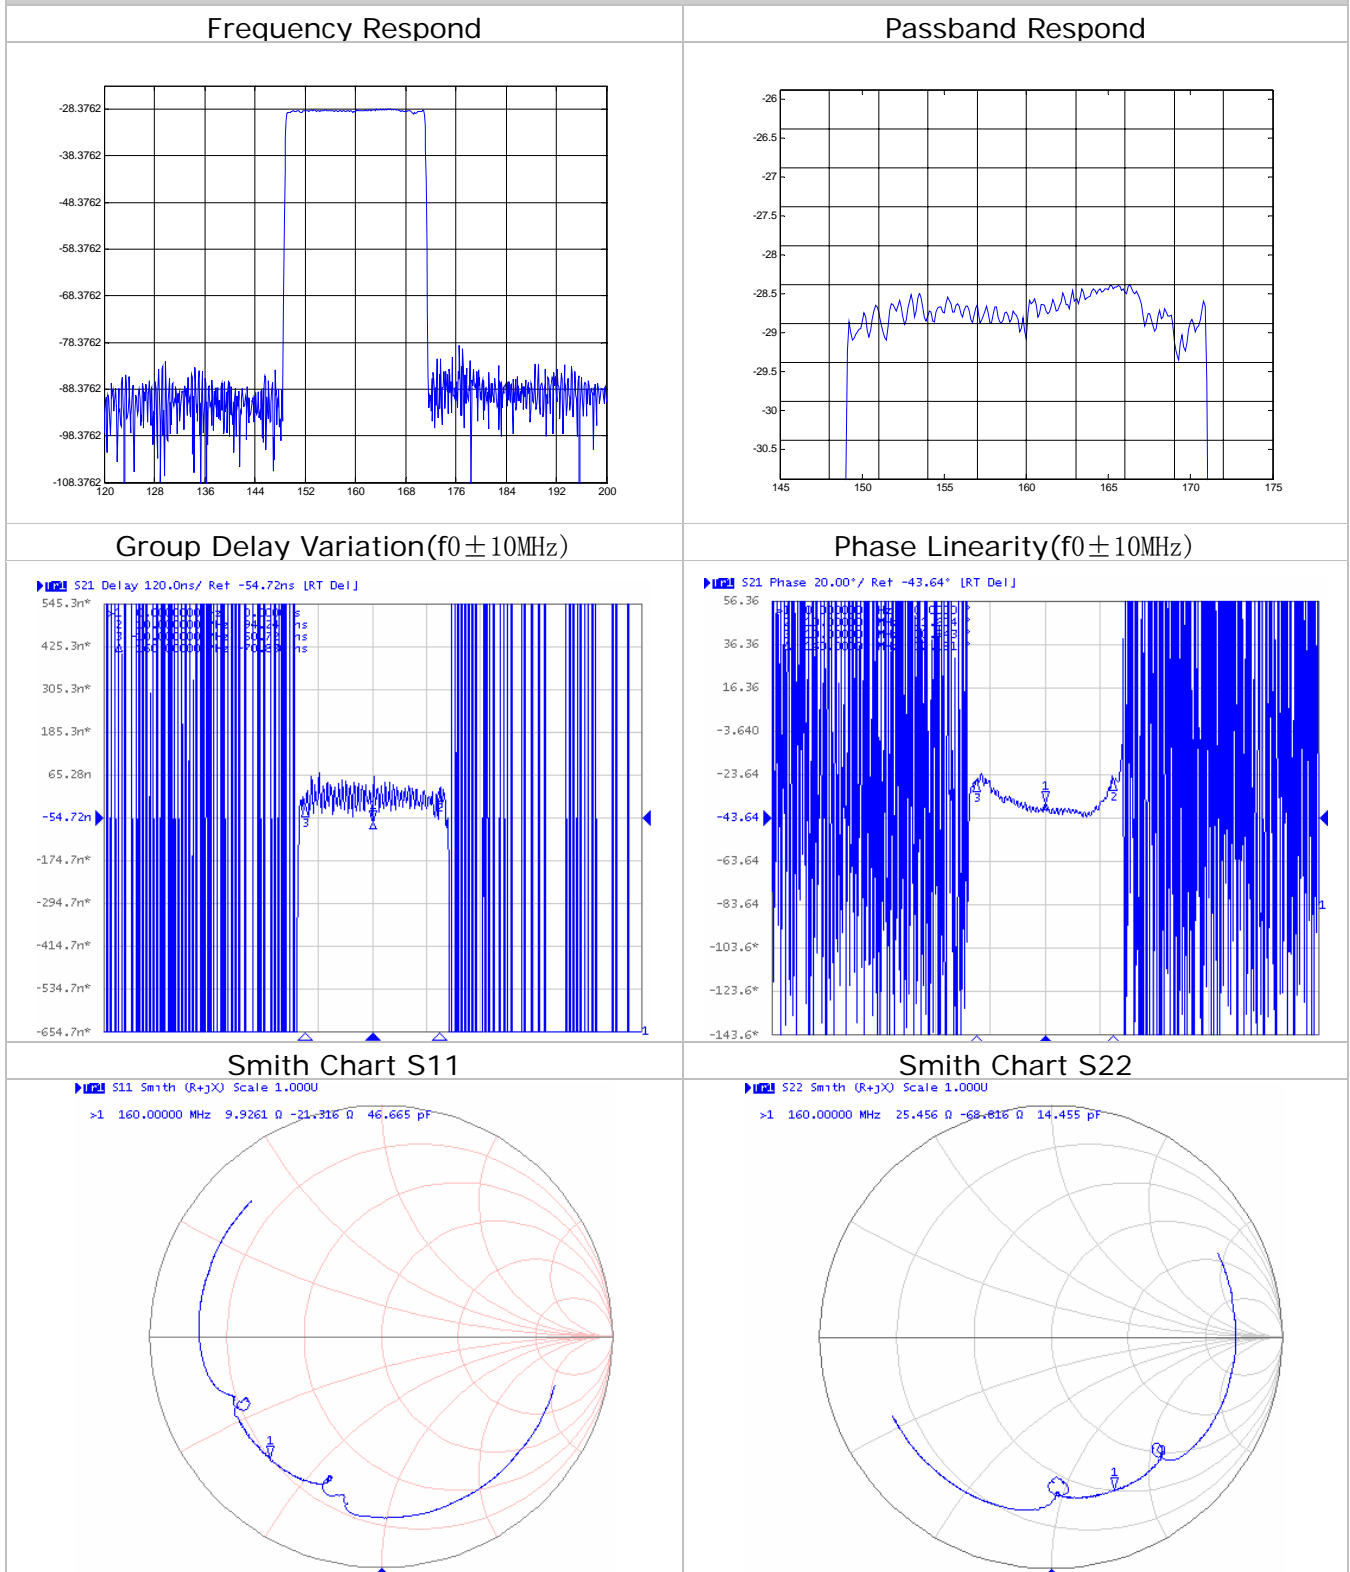 Frequency Respond
Passband Respond
-28.3762
-38.3762
-48.3762
-58.3762
-68.3762
-78.3762
-88.3762
-98.3762
-108.3762
120 128 136 144 152 160 168 176 184 192 200
-26
-26.5
-27
-27.5
-28
-28.5
-29
-29.5
-30
-30.5
145 150 155 160 165 170 175
Group Delay Variation(f0±10MHz)
Phase Linearity(f0±10MHz)
S21 Delay 120.0ns/ Ref -54.72ns [RT Del]
545.3n*
425.3n*
305.3n*
185.3n*
65.28n
-54.72n
-174.7n*
-294.7n*
-414.7n*
-534.7n*
-654.7n*
3
1
S21 Phase 20.00°/ Ref -43.64° [RT Del]
56.36
36.36
16.36
-3.640
-23.64
-43.64
-63.64
-83.64
-103.6*
-123.6*
-143.6*
3
1
2
1
Smith Chart S11
Smith Chart S22
S11 Smith (R+jX) Scale 1.000U
>1 160.00000 MHz 9.9261 Ω -21.316 Ω 46.665 pF
1
S22 Smith (R+jX) Scale 1.000U
>1 160.00000 MHz 25.456 Ω -68.816 Ω 14.455 pF
1